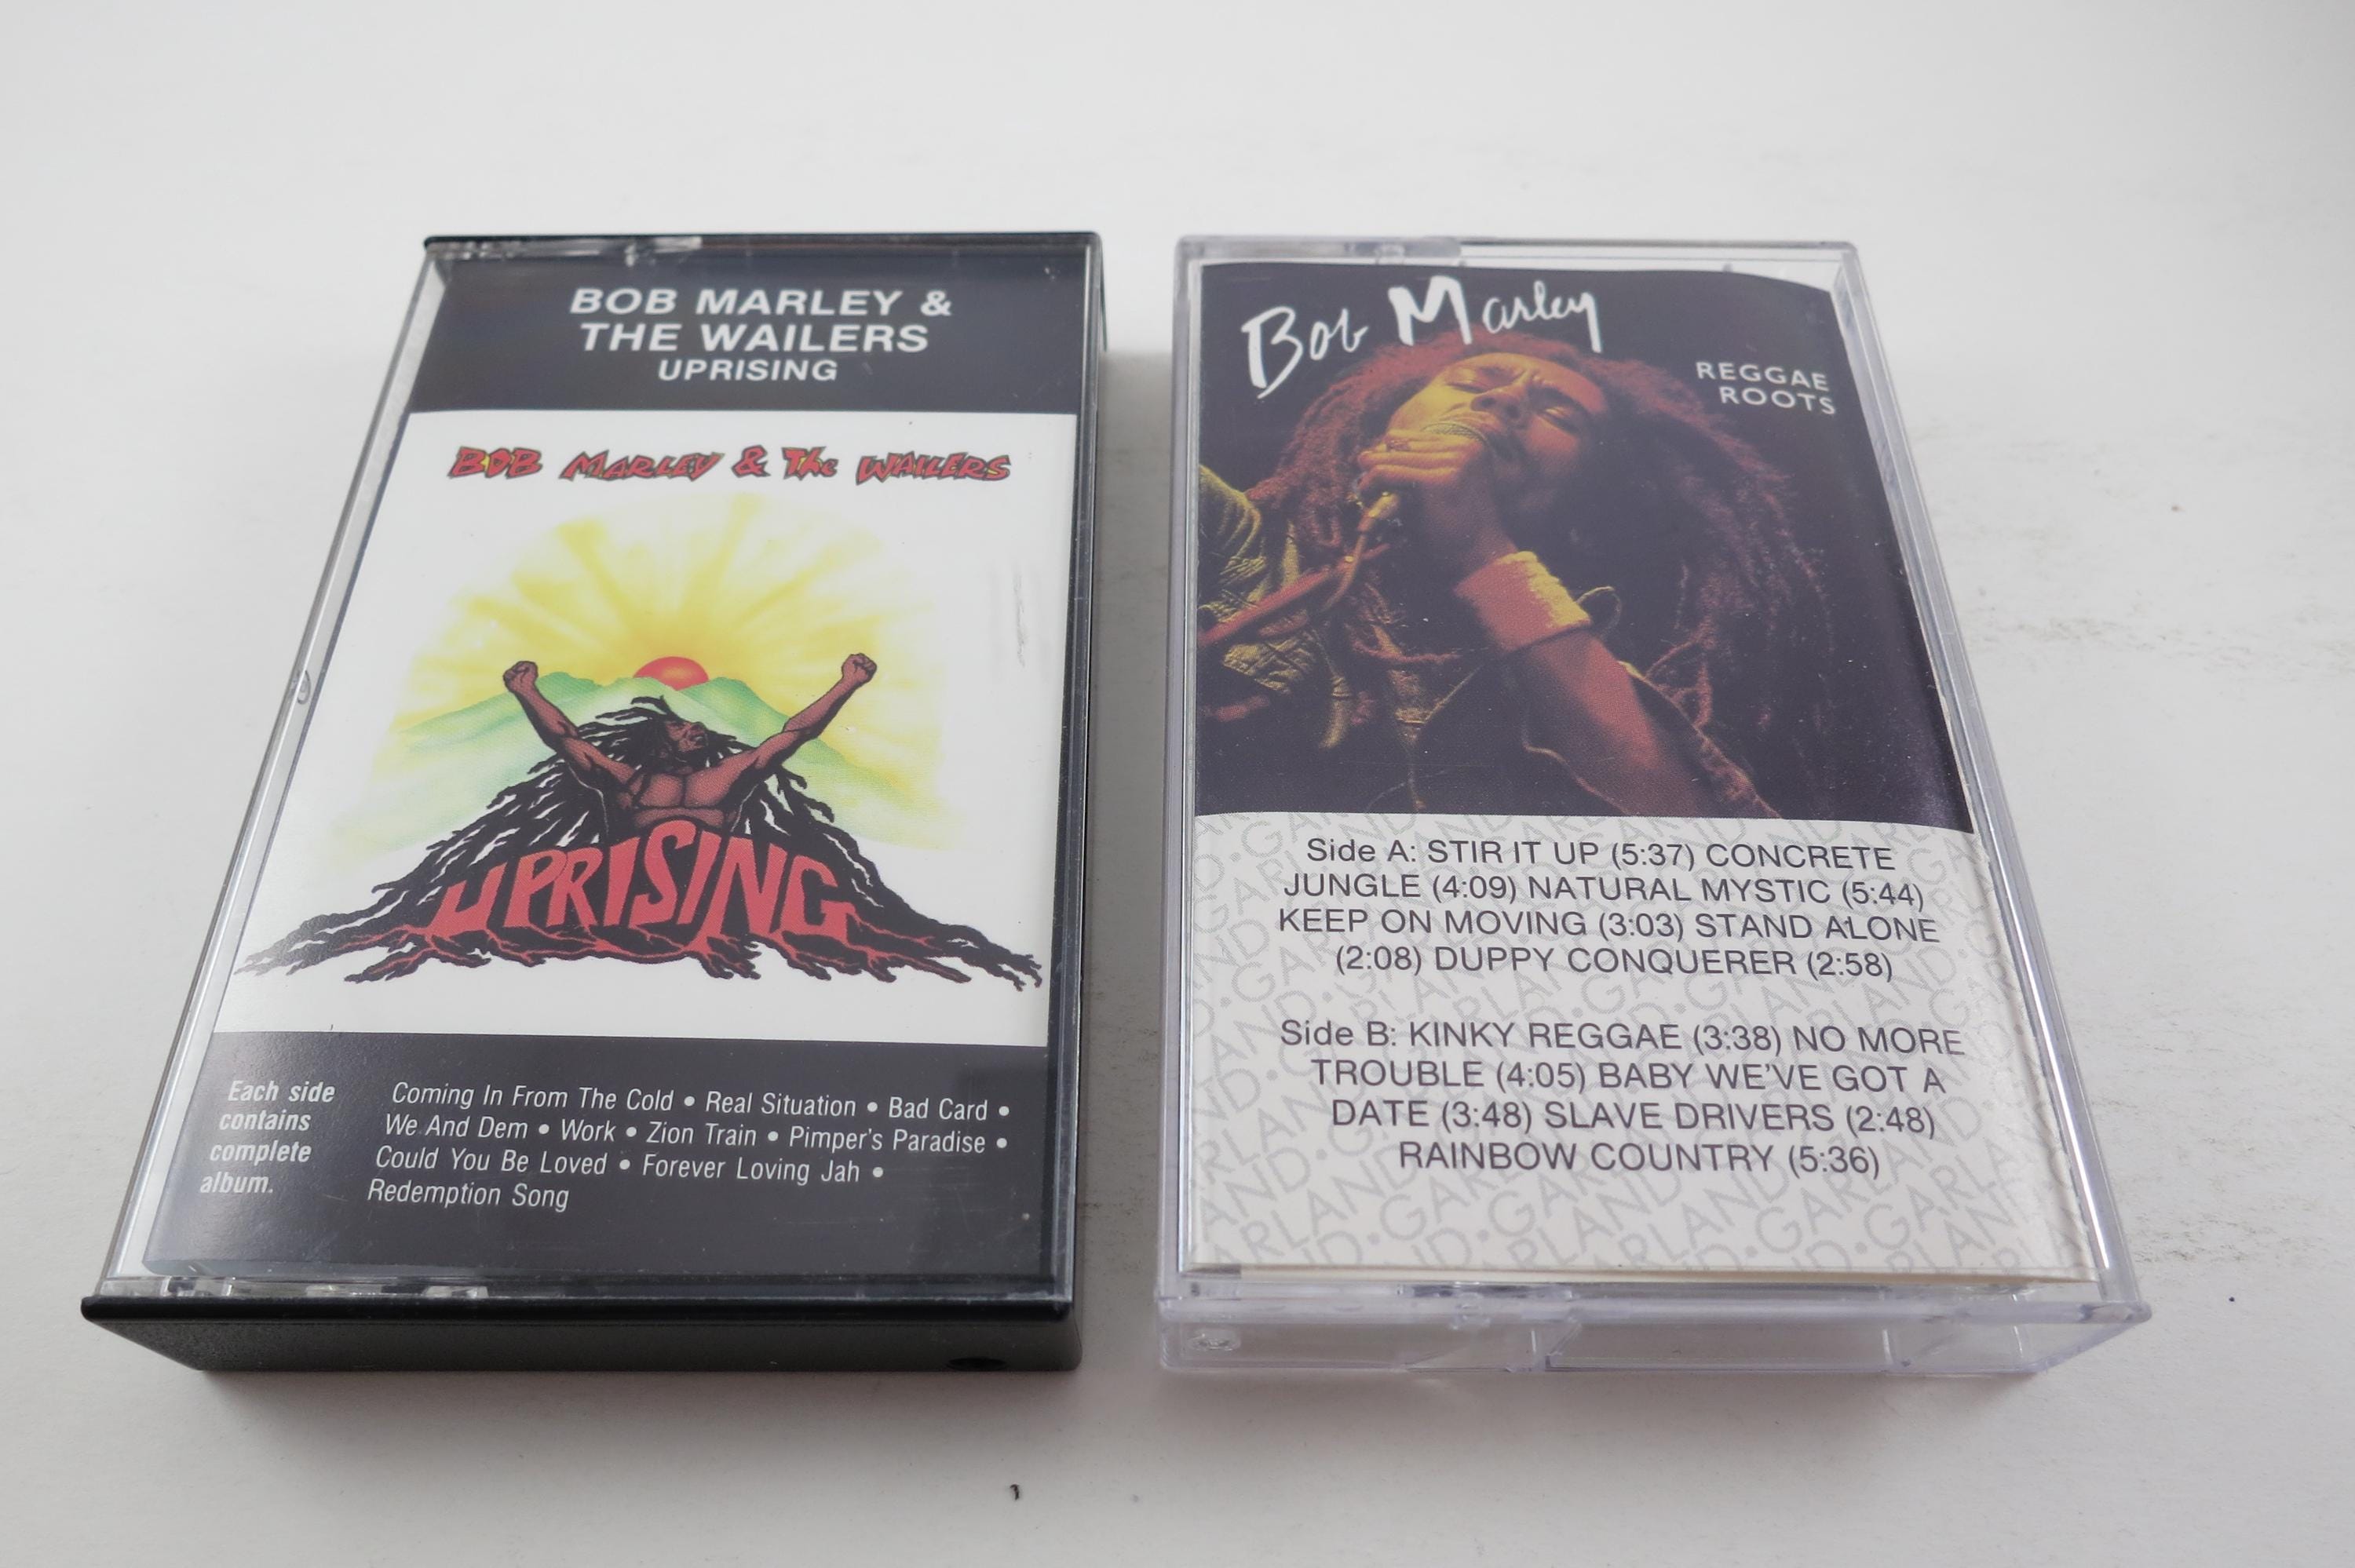 BOB MARLEY &
THE WAILERS
UPRISING
BOB MARLEY & The WAILERS
UPRISING
Each side
contains
complete
album.
Coming In From The Cold • Real Situation • Bad Card •
We And Dem • Work • Zion Train • Pimper's Paradise •
Could You Be Loved • Forever Loving Jah •
Redemption Song
Bob Marley
REGGAE
ROOTS
Side A: STIR IT UP (5:37) CONCRETE
JUNGLE (4:09) NATURAL MYSTIC (5:44)
KEEP ON MOVING (3:03) STAND ALONE
(2:08) DUPPY CONQUERER (2:58)
Side B: KINKY REGGAE (3:38) NO MORE
TROUBLE (4:05) BABY WE'VE GOT A
DATE (3:48) SLAVE DRIVERS (2:48)
RAINBOW COUNTRY (5:36)